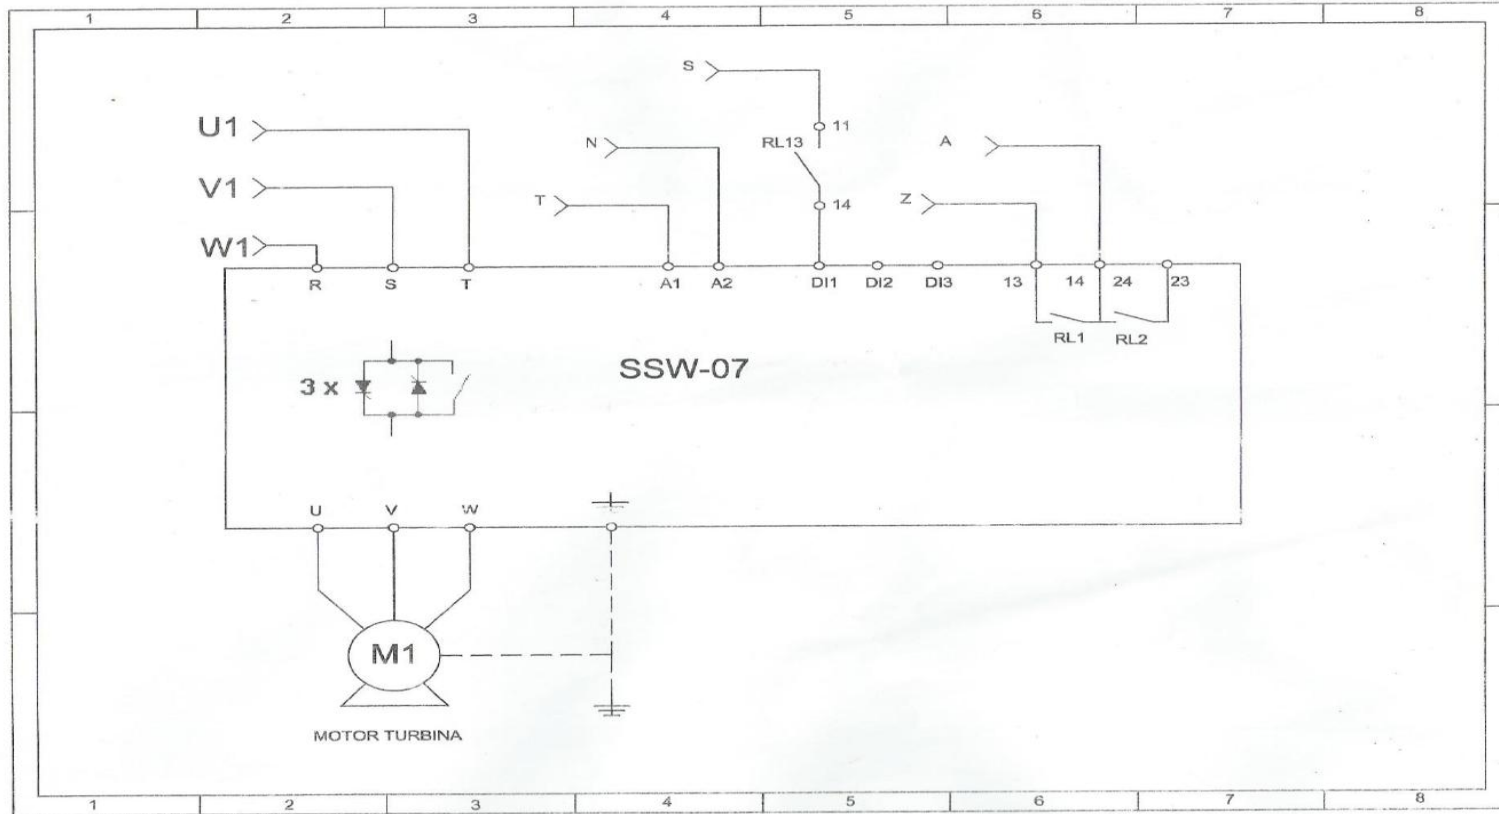 1 2 3 4 5 6 7 8
S
U1
11
N
RL13
A
V1
T
14
Z
W1
R S T A1 A2 DI1 DI2 DI3 13 14 24 23
RL1 RL2
SSW-07
3 x
U V W
M1
MOTOR TURBINA
1 2 3 4 5 6 7 8